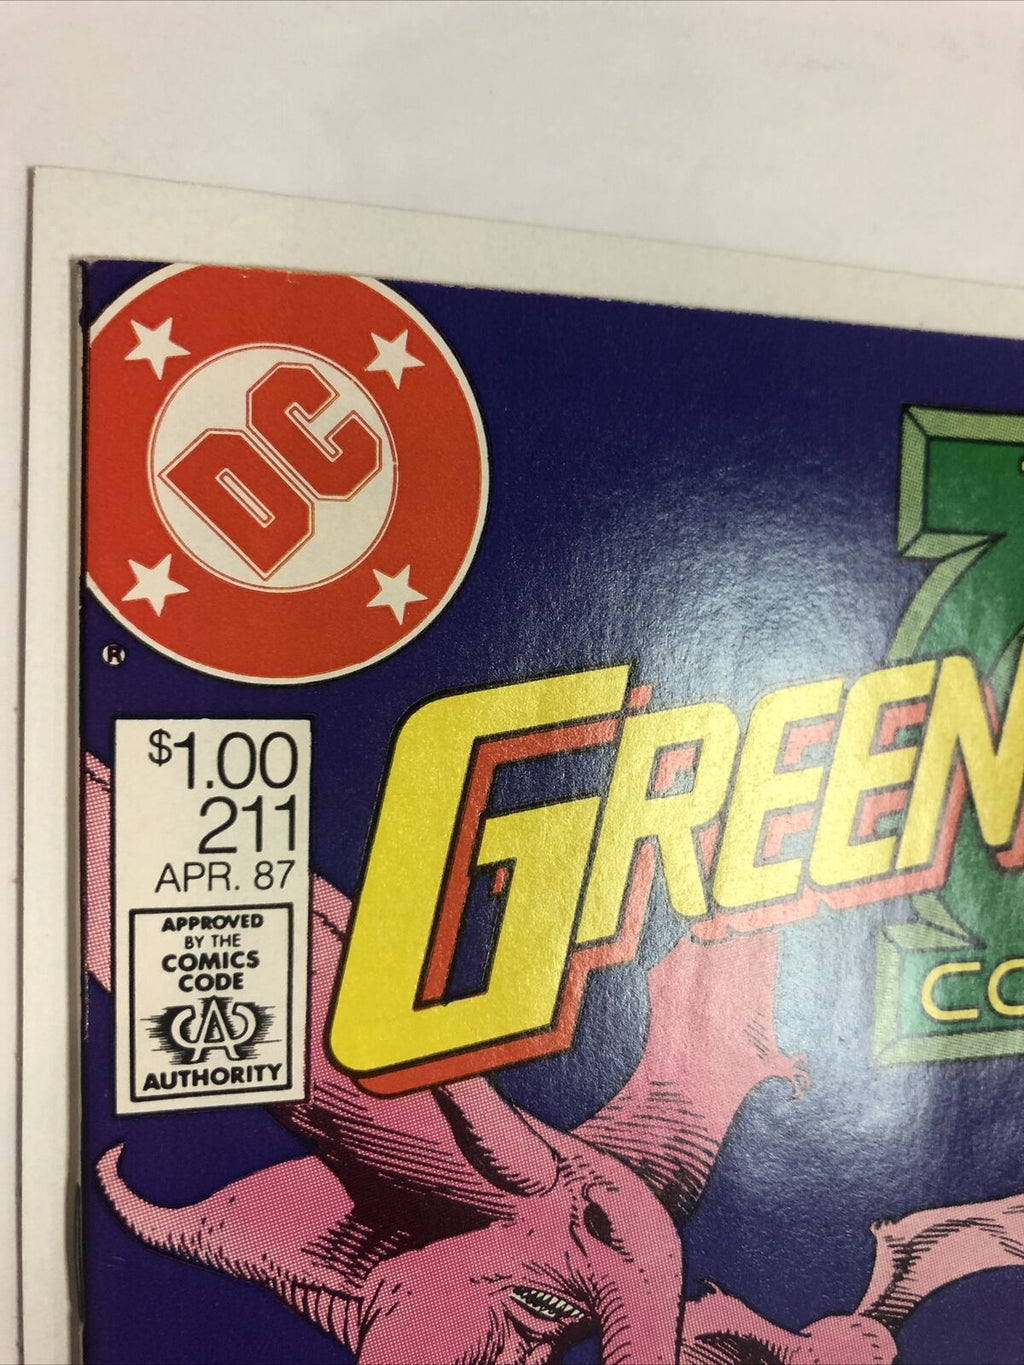 DC
®
$1.00
211
APR. 87
APPROVED
BY THE
COMICS
CODE
CA
AUTHORITY
GREEN
CO